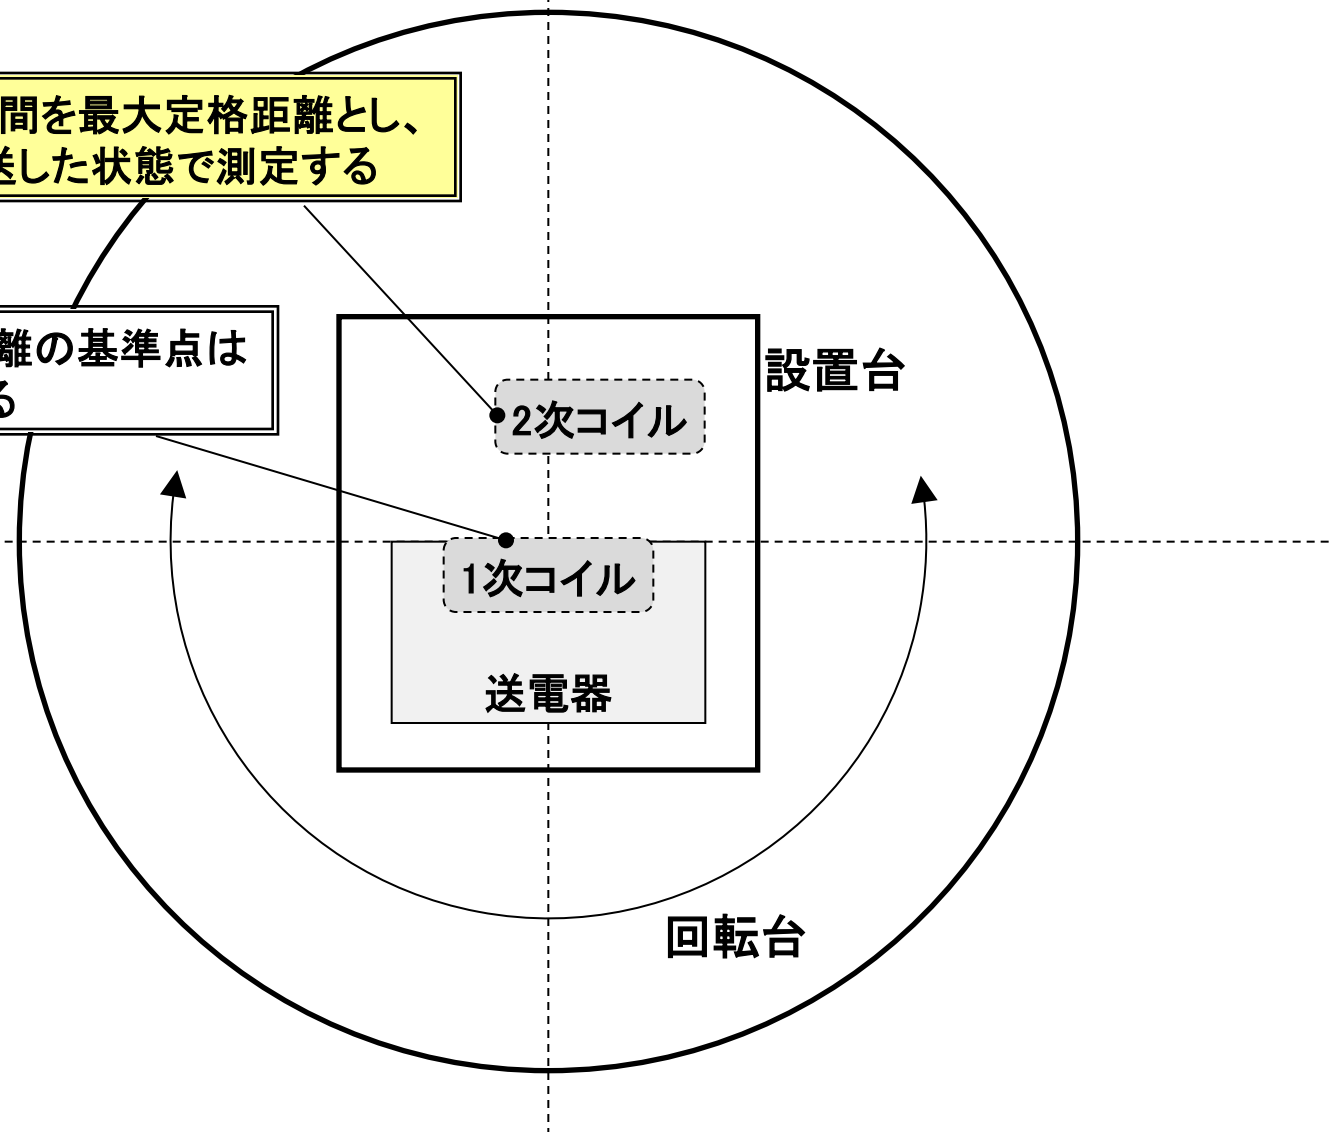 間を最大定格距離とし、
送した状態で測定する
離の基準点は
る
設置台
2次コイル
1次コイル
送電器
回転台